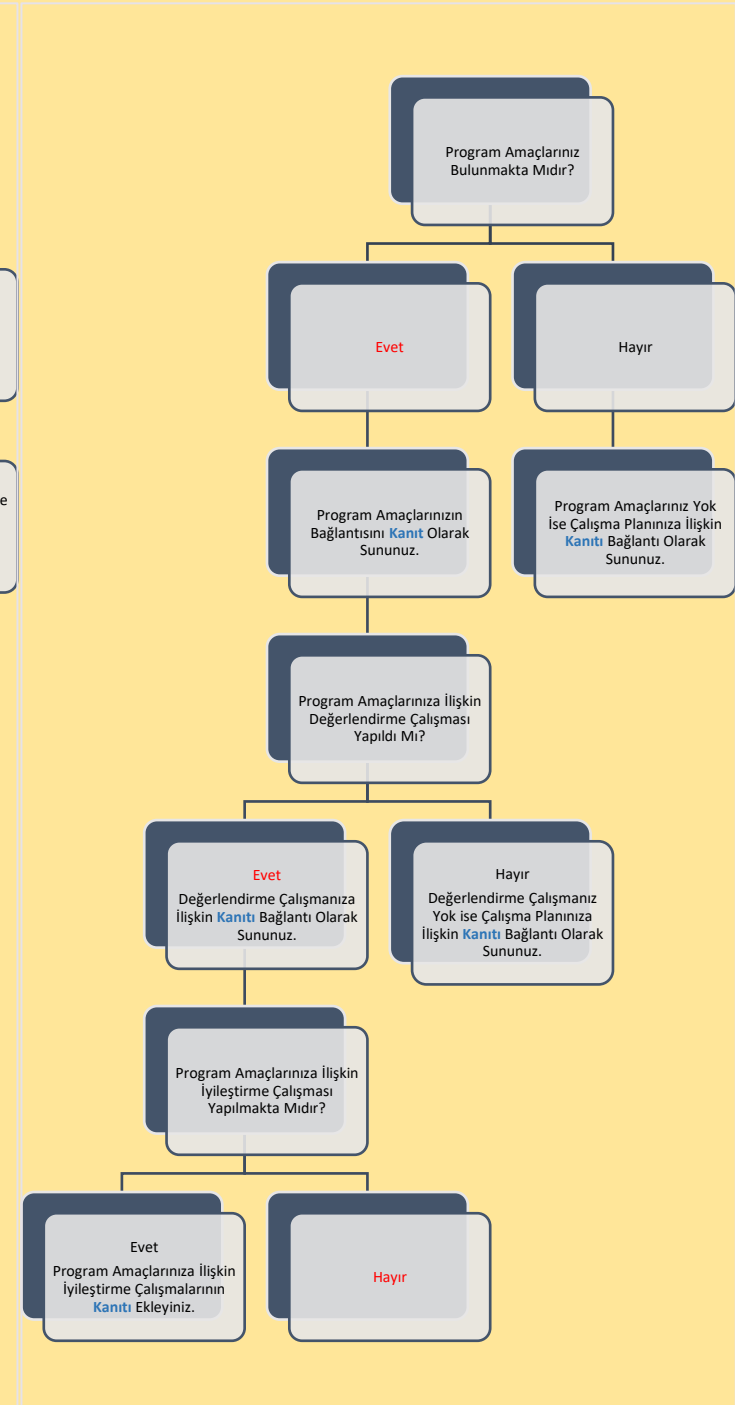 Program Amaçlarınız
Bulunmakta Mıdır?
Evet
Hayır
Program Amaçlarınızın
Bağlantısını Kanıt Olarak
Sununuz.
Program Amaçlarınız Yok
İse Çalışma Planınıza İlişkin
Kanıtı Bağlantı Olarak
Sununuz.
Program Amaçlarınıza İlişkin
Değerlendirme Çalışması
Yapıldı Mı?
Evet
Değerlendirme Çalışmanıza
İlişkin Kanıtı Bağlantı Olarak
Sununuz.
Hayır
Değerlendirme Çalışmanız
Yok ise Çalışma Planınıza
İlişkin Kanıtı Bağlantı Olarak
Sununuz.
Program Amaçlarınıza İlişkin
İyileştirme Çalışması
Yapılmakta Mıdır?
Evet
Program Amaçlarınıza İlişkin
İyileştirme Çalışmalarının
Kanıtı Ekleyiniz.
Hayır